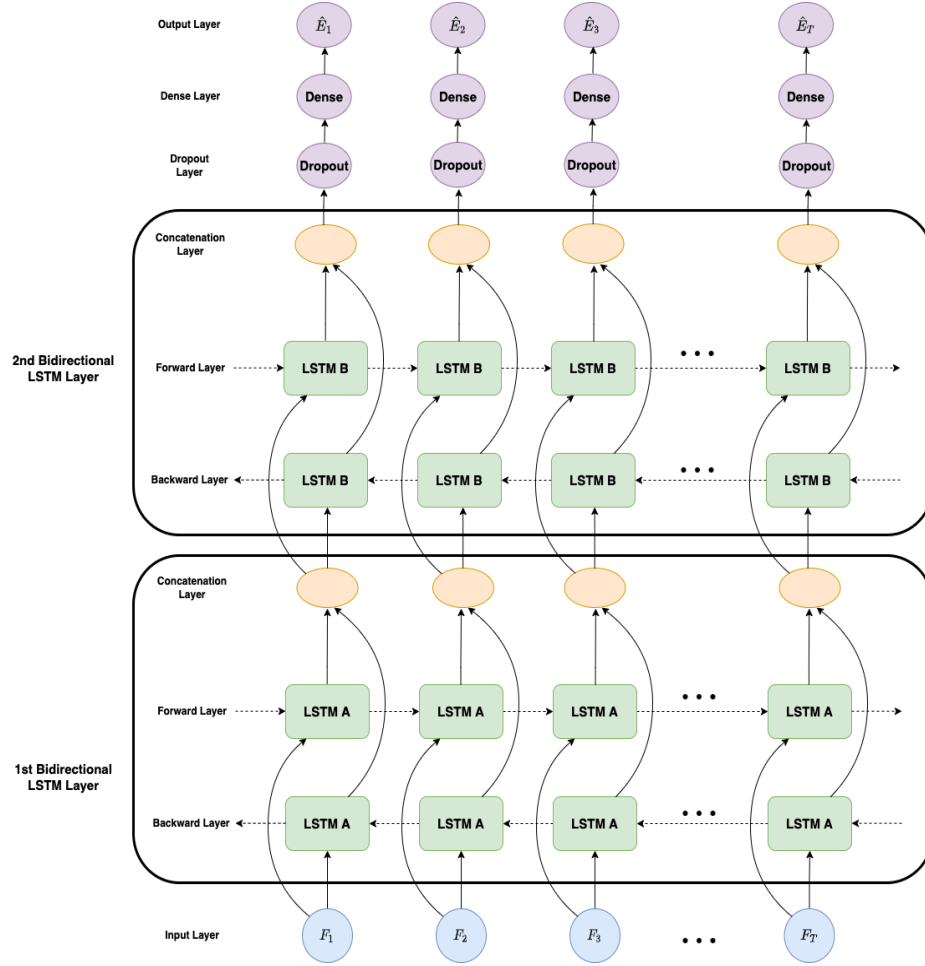 Output Layer Ê₁ Ê₂ Ê₃ Ê_T
Dense Layer Dense Dense Dense Dense
Dropout
Layer
Dropout Dropout Dropout Dropout
Concatenation
Layer
2nd Bidirectional
LSTM Layer
Forward Layer LSTM B LSTM B LSTM B • • • LSTM B
Backward Layer LSTM B LSTM B LSTM B • • • LSTM B
Concatenation
Layer
Forward Layer LSTM A LSTM A LSTM A • • • LSTM A
1st Bidirectional
LSTM Layer
Backward Layer LSTM A LSTM A LSTM A • • • LSTM A
Input Layer F₁ F₂ F₃ • • • F_T